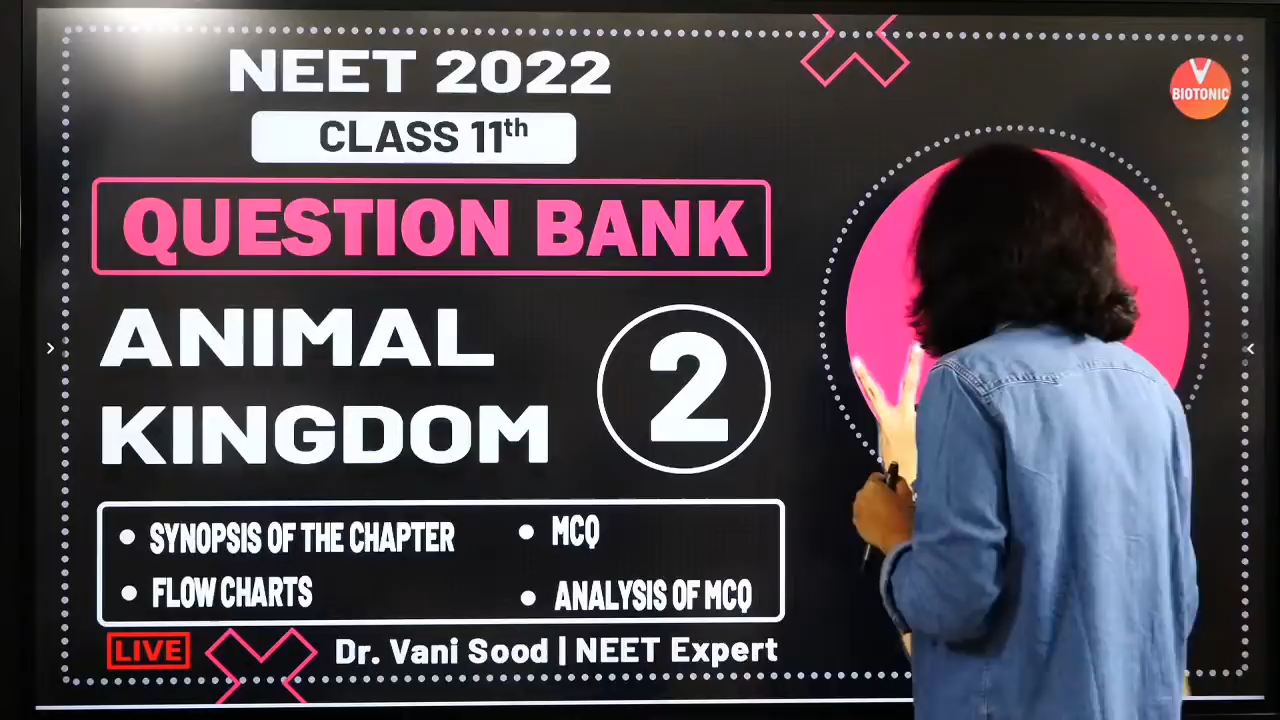 NEET 2022
CLASS 11th
QUESTION BANK
ANIMAL
KINGDOM
2
• SYNOPSIS OF THE CHAPTER
• MCQ
• FLOW CHARTS
• ANALYSIS OF MCQ
LIVE
Dr. Vani Sood | NEET Expert
V
BIOTONIC